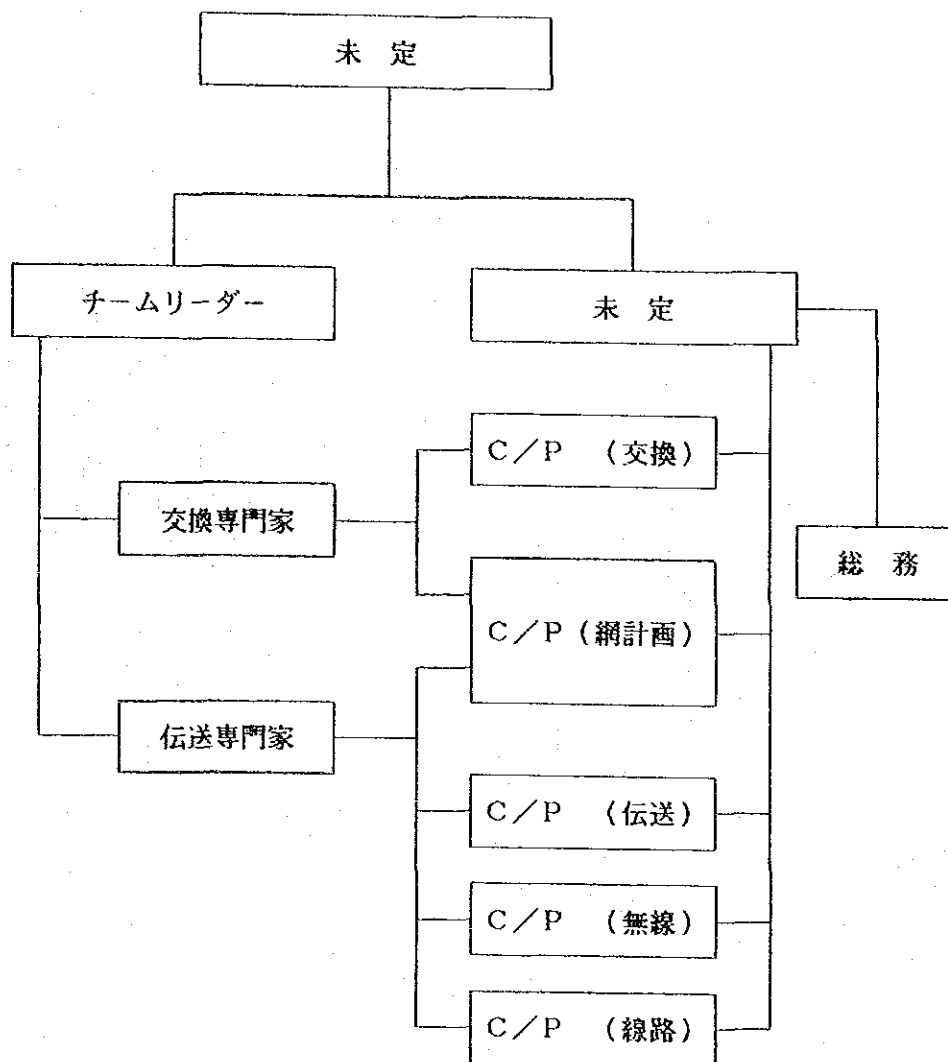 未 定
チームリーダー
未 定
C/P (交換)
交換専門家
総 務
C/P (網計画)
伝送専門家
C/P (伝送)
C/P (無線)
C/P (線路)